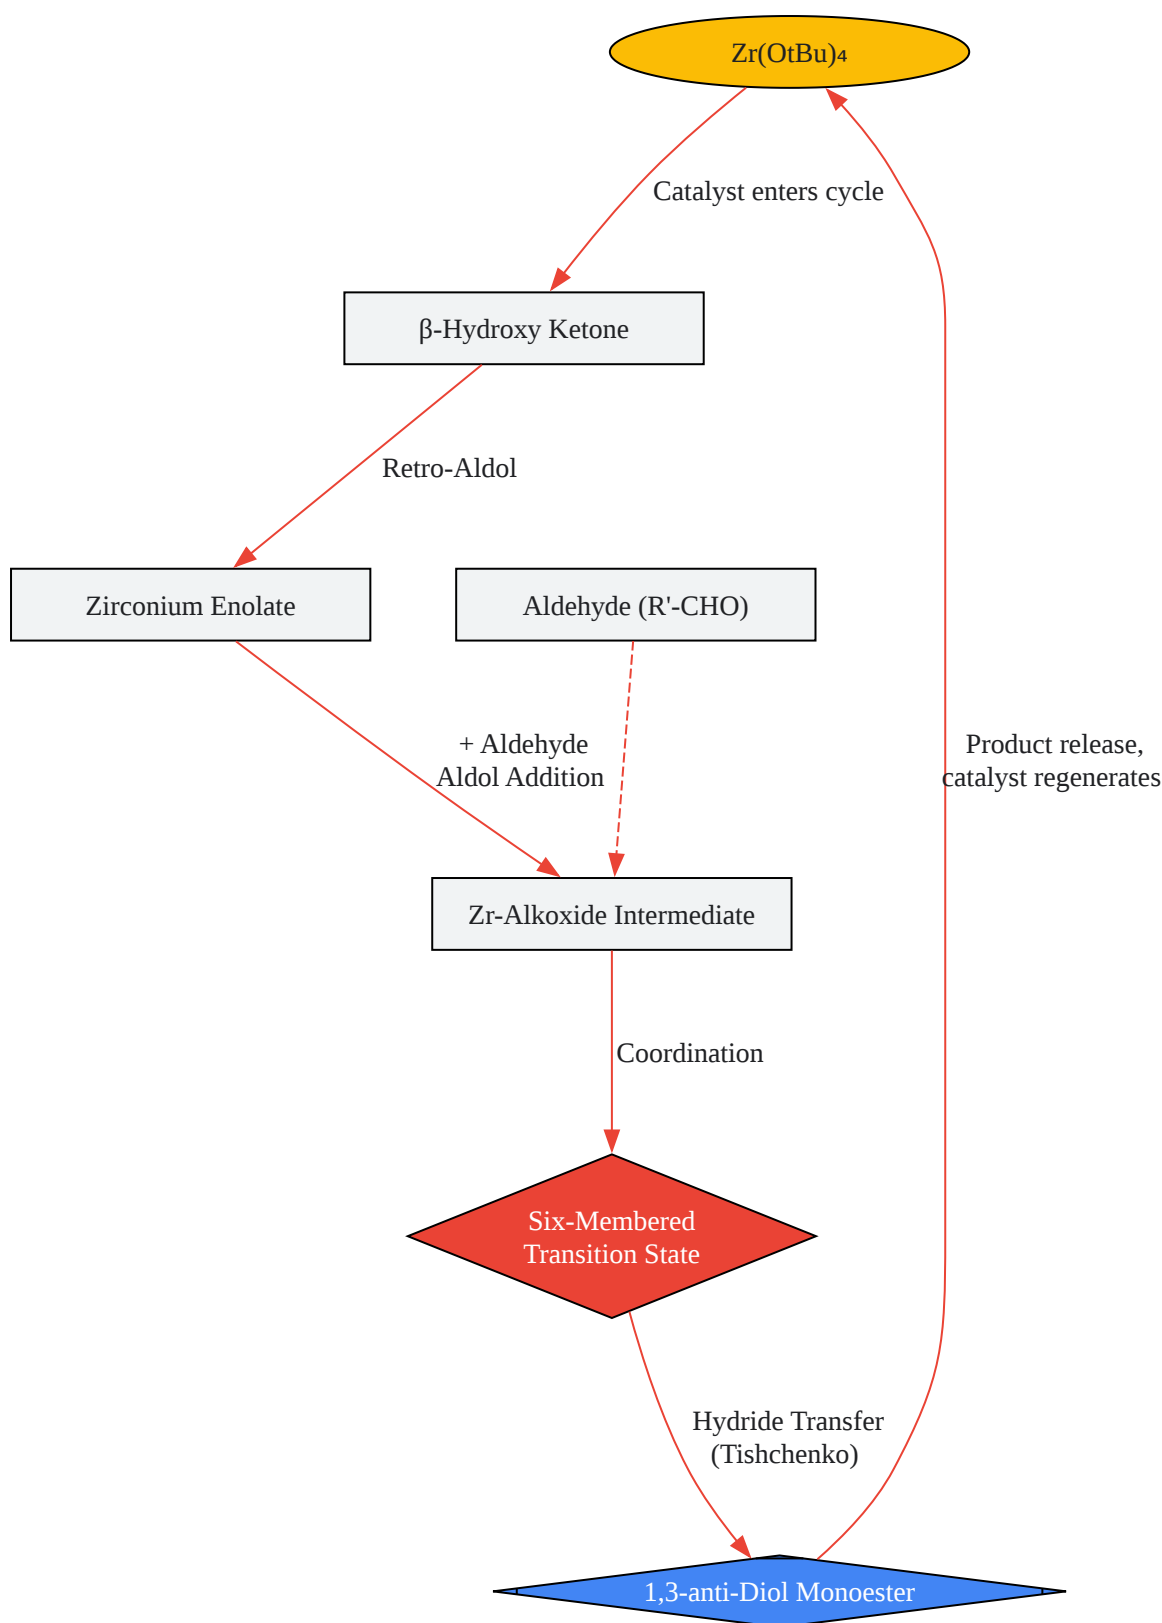 Zr(OtBu)₄
Catalyst enters cycle
β-Hydroxy Ketone
Retro-Aldol
Zirconium Enolate
Aldehyde (R'-CHO)
+ Aldehyde
Aldol Addition
Product release,
catalyst regenerates
Zr-Alkoxide Intermediate
Coordination
Six-Membered
Transition State
Hydride Transfer
(Tishchenko)
1,3-anti-Diol Monoester